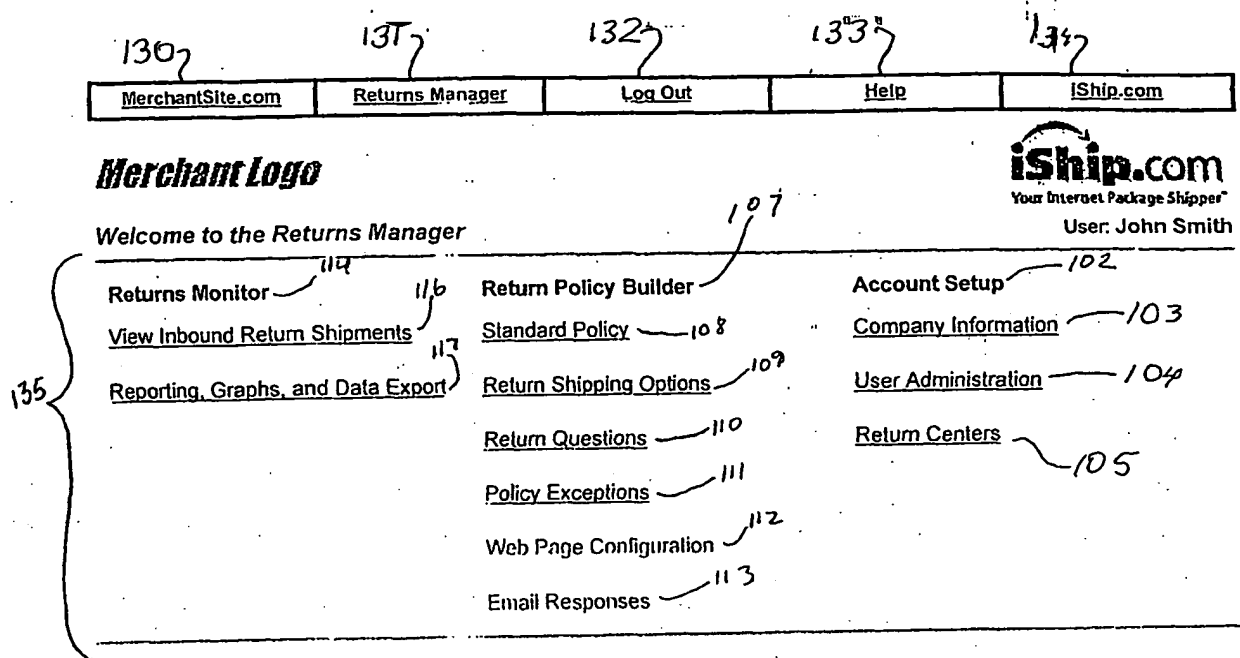 130 131 132 133 134
MerchantSite.com Returns Manager Log Out Help iShip.com
Merchant Logo
iShip.com
Your Internet Package Shipper
107
Welcome to the Returns Manager
User: John Smith
Returns Monitor 114 Return Policy Builder Account Setup 102
116
View Inbound Return Shipments Standard Policy 108 Company Information 103
117
Reporting, Graphs, and Data Export Return Shipping Options 109 User Administration 104
135
Return Questions 110 Return Centers 105
Policy Exceptions 111
Web Page Configuration 112
Email Responses 113